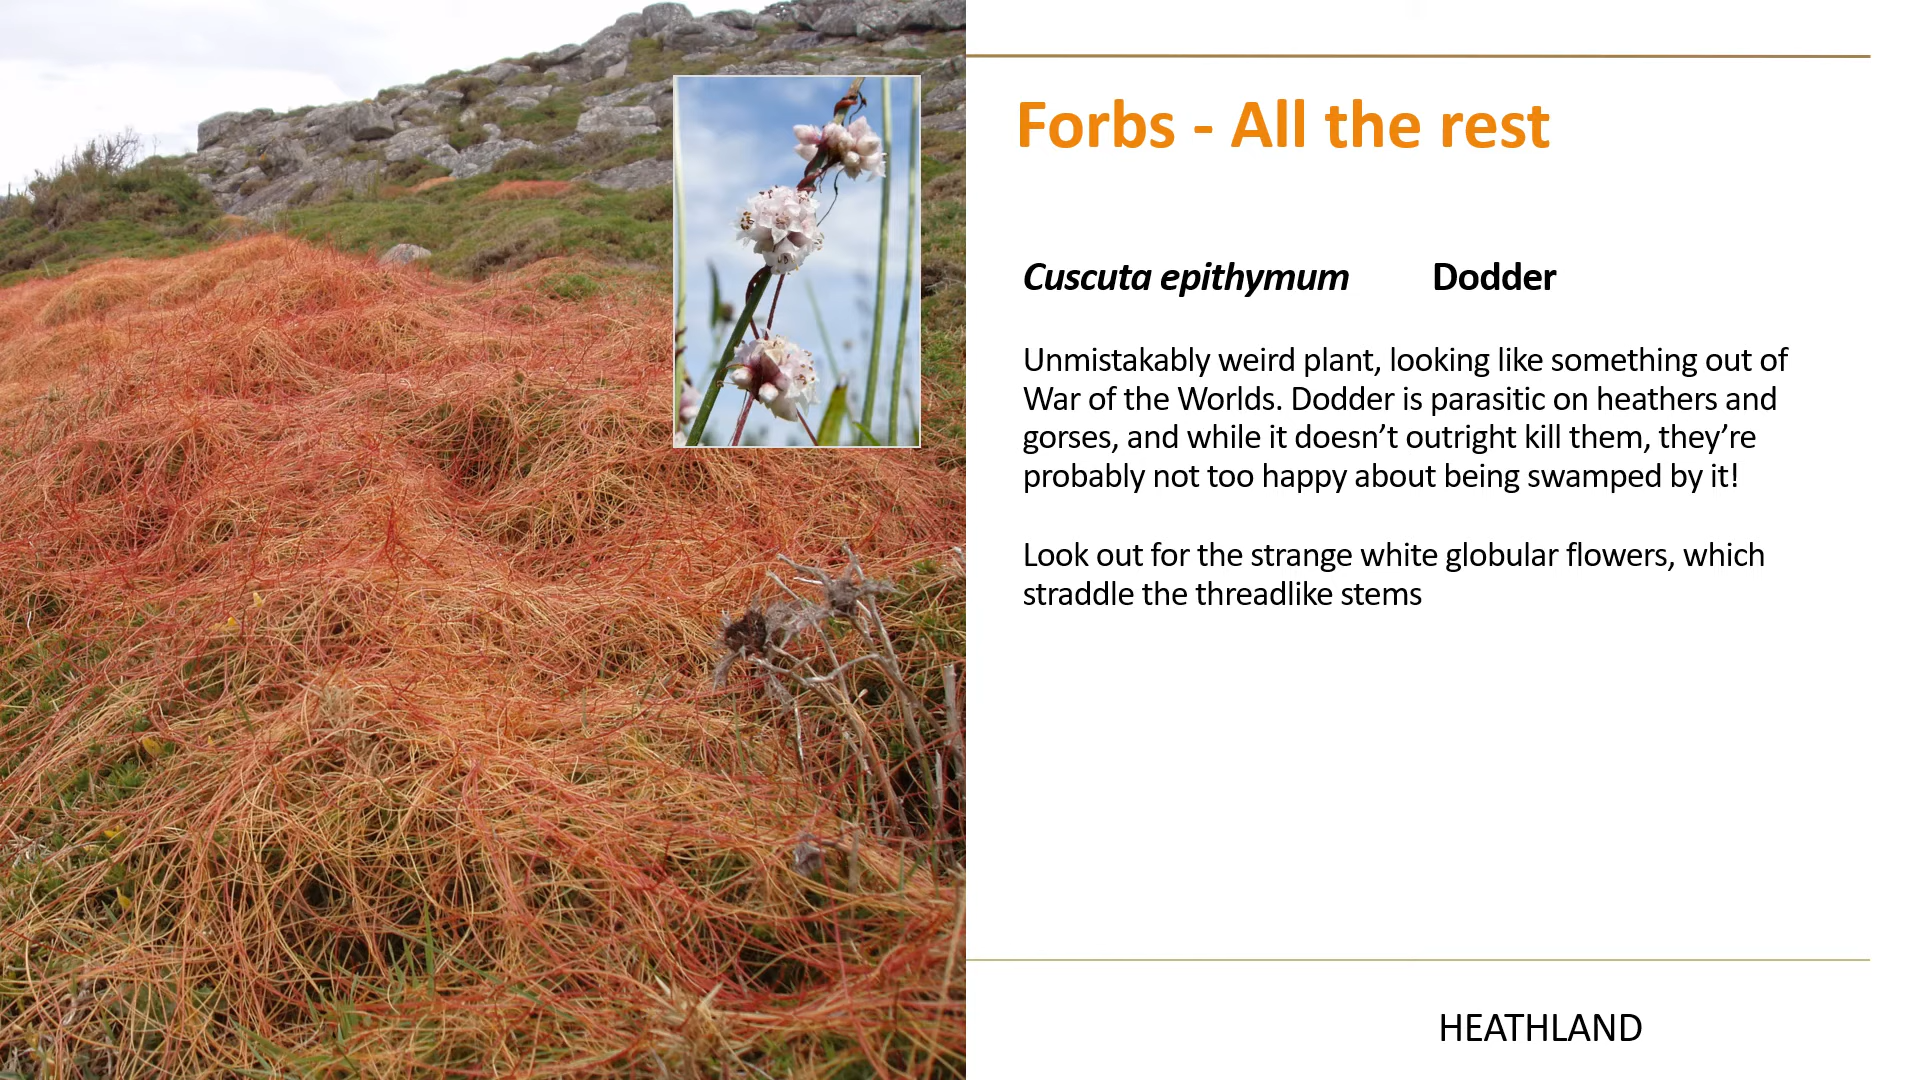 Forbs - All the rest
Cuscuta epithymum Dodder
Unmistakably weird plant, looking like something out of
War of the Worlds. Dodder is parasitic on heathers and
gorses, and while it doesn’t outright kill them, they’re
probably not too happy about being swamped by it!
Look out for the strange white globular flowers, which
straddle the threadlike stems
HEATHLAND